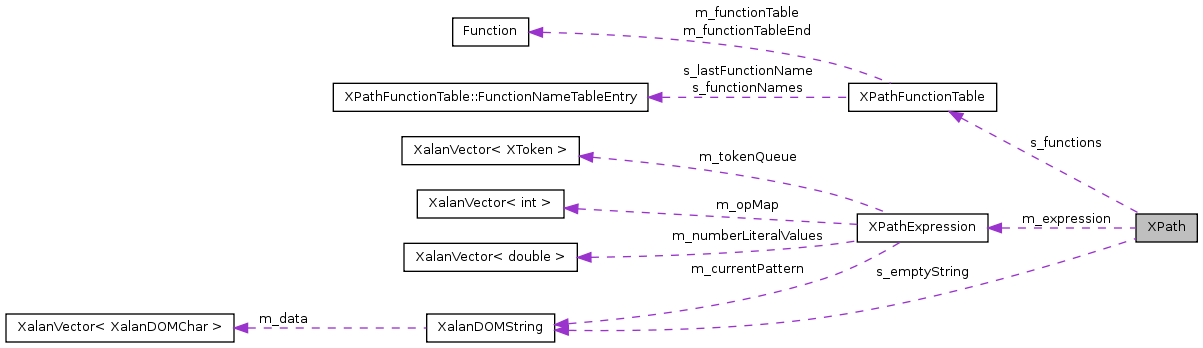 m_functionTable
m_functionTableEnd
Function
s_lastFunctionName
s_functionNames
XPathFunctionTable::FunctionNameTableEntry
XPathFunctionTable
s_functions
XalanVector< XToken >
m_tokenQueue
XalanVector< int >
m_opMap
XPathExpression
m_expression
XPath
m_numberLiteralValues
XalanVector< double >
m_currentPattern
s_emptyString
XalanVector< XalanDOMChar >
m_data
XalanDOMString